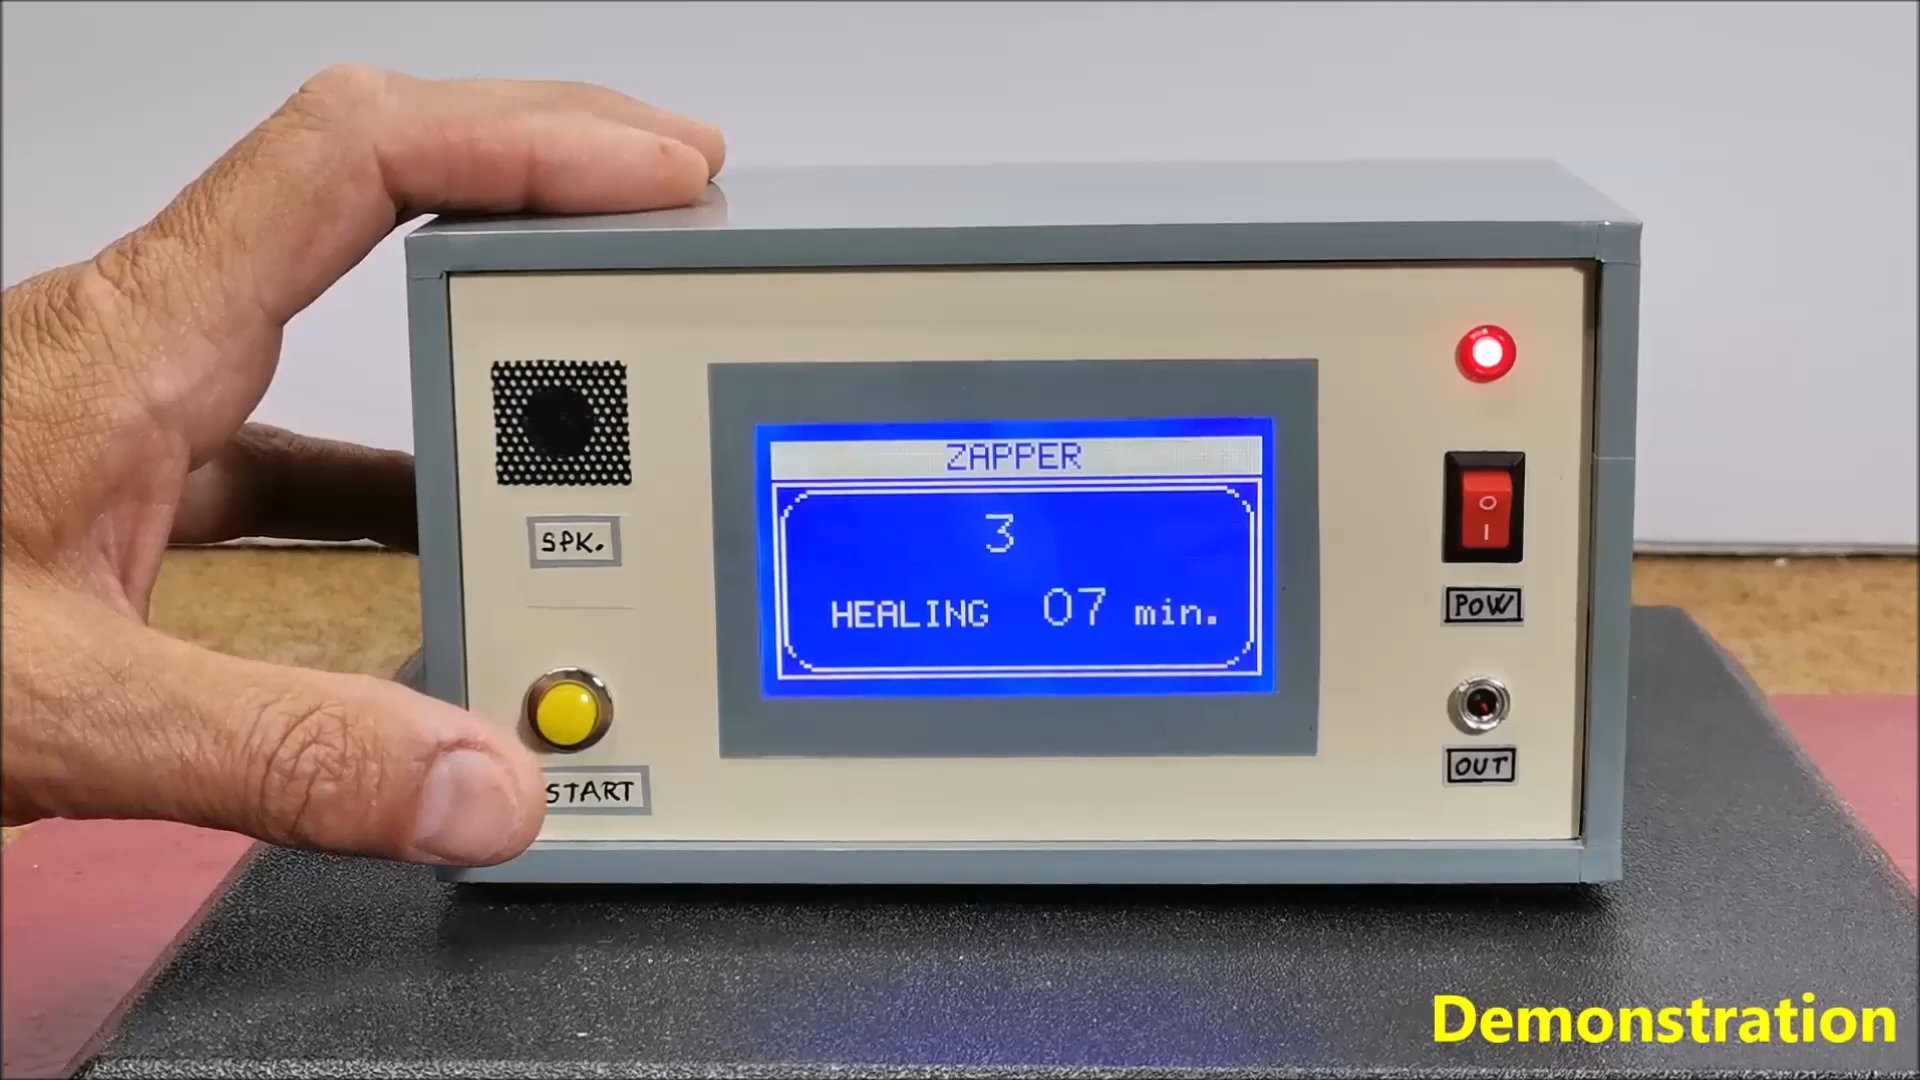 ZAPPER
3
HEALING 07 min.
SPK.
START
O
I
POW
OUT
Demonstration